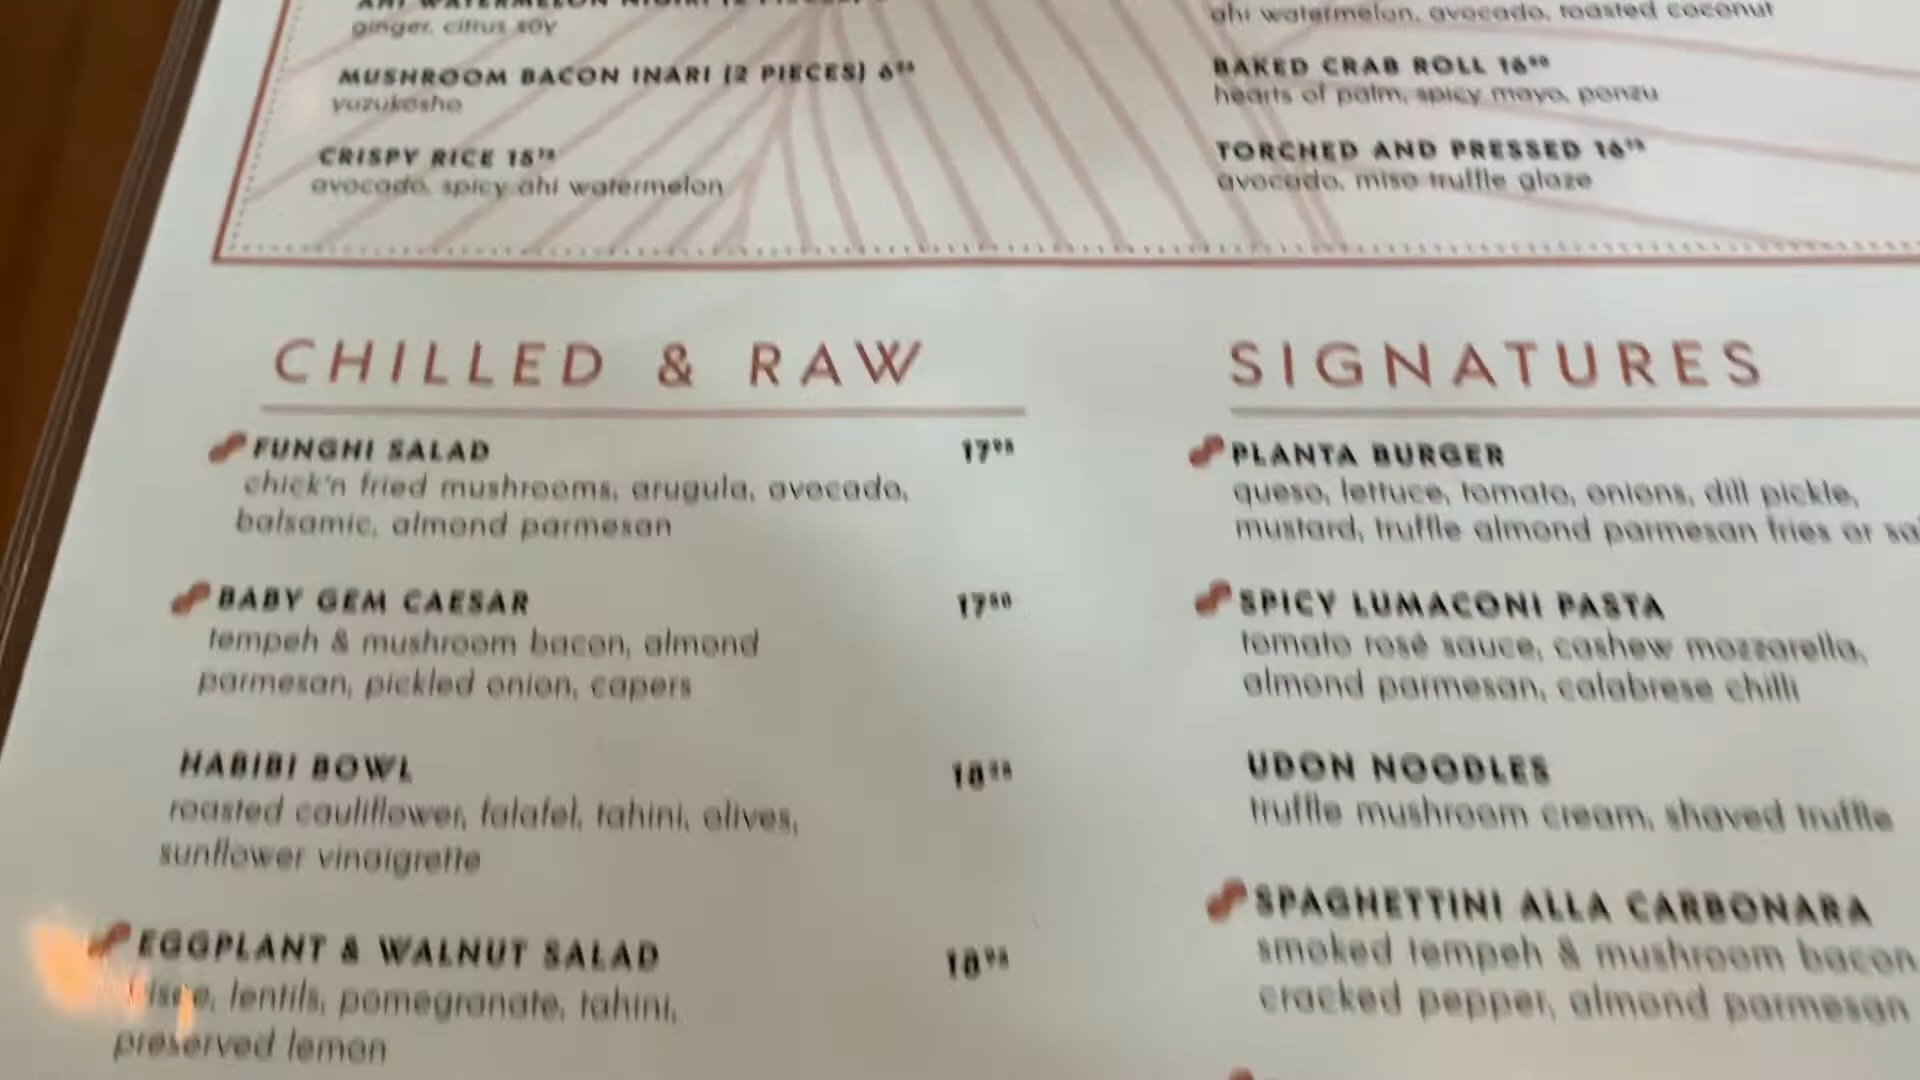 AHI WATERMELON NIGIRI (2 PIECES)
ginger, citrus soy
MUSHROOM BACON INARI (2 PIECES) 6
yuzukosho
CRISPY RICE 15
avocado, spicy ahi watermelon
ahi watermelon, avocado, toasted coconut
BAKED CRAB ROLL 16
hearts of palm, spicy mayo, ponzu
TORCHED AND PRESSED 16
avocado, miso truffle glaze
CHILLED & RAW
FUNGHI SALAD 17
chick'n fried mushrooms, arugula, avocado,
balsamic, almond parmesan
BABY GEM CAESAR 17
tempeh & mushroom bacon, almond
parmesan, pickled onion, capers
HABIBI BOWL 18
roasted cauliflower, falafel, tahini, olives,
sunflower vinaigrette
EGGPLANT & WALNUT SALAD 18
lentils, pomegranate, tahini,
preserved lemon
SIGNATURES
PLANTA BURGER
queso, lettuce, tomato, onions, dill pickle,
mustard, truffle almond parmesan fries or
SPICY LUMACONI PASTA
tomato rosé sauce, cashew mozzarella,
almond parmesan, calabrese chilli
UDON NOODLES
truffle mushroom cream, shaved truffle
SPAGHETTINI ALLA CARBONARA
smoked tempeh & mushroom bacon
cracked pepper, almond parmesan